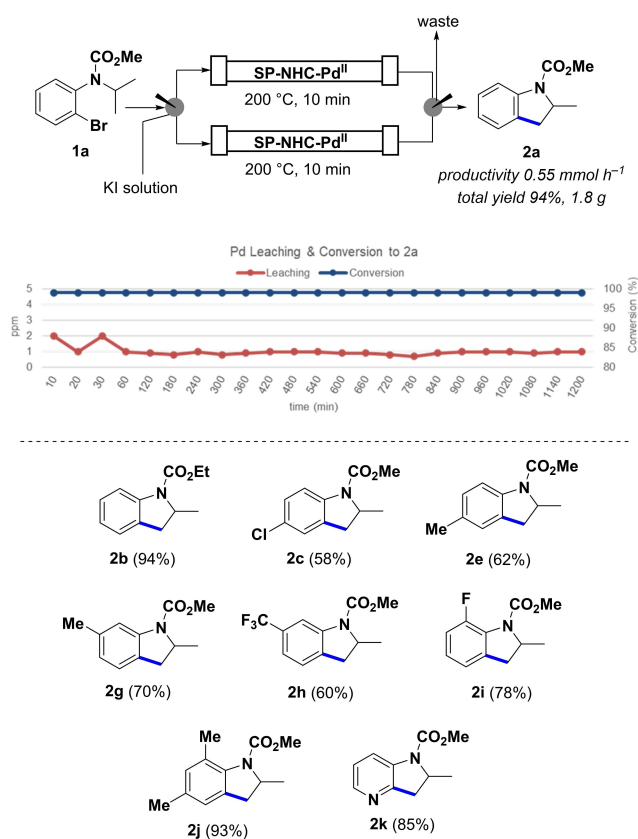 waste
CO2Me
N
Br
1a
SP-NHC-Pd^II
200 °C, 10 min
SP-NHC-Pd^II
200 °C, 10 min
KI solution
CO2Me
N
2a
productivity 0.55 mmol h^–1
total yield 94%, 1.8 g
Pd Leaching & Conversion to 2a
Leaching Conversion
5
4
3
2
1
0
ppm
100
95
90
85
80
Conversion (%)
10 20 30 60 120 180 240 300 360 420 480 540 600 660 720 780 840 900 960 1020 1080 1140 1200
time (min)
CO2Et
N
2b (94%)
CO2Me
N
Cl
2c (58%)
CO2Me
N
Me
2e (62%)
CO2Me
Me
N
2g (70%)
CO2Me
F3C
N
2h (60%)
F
CO2Me
N
2i (78%)
Me
CO2Me
N
Me
2j (93%)
CO2Me
N
N
2k (85%)